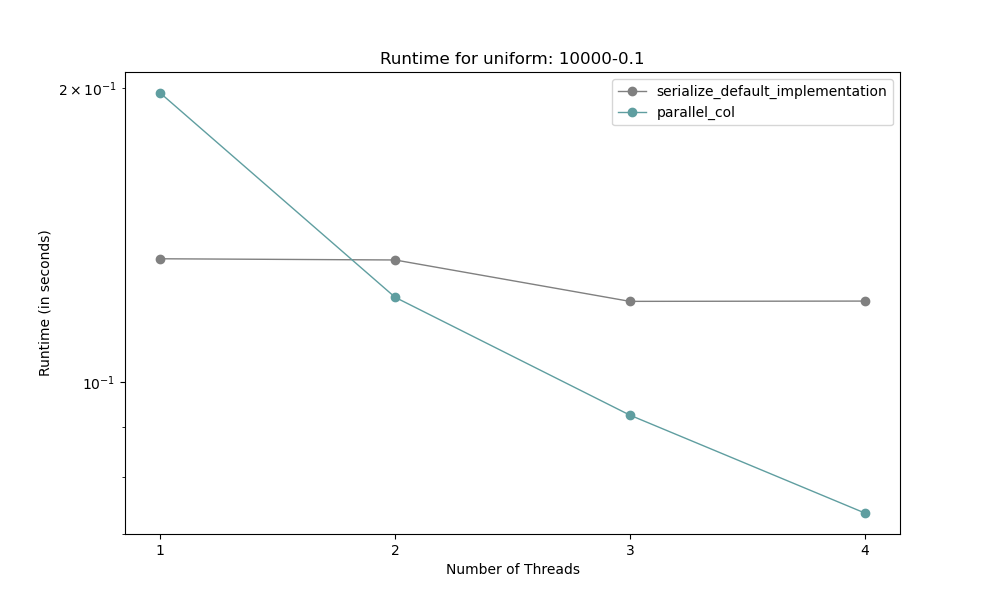 Runtime for uniform: 10000-0.1
serialize_default_implementation
parallel_col
Runtime (in seconds)
2 × 10⁻¹
10⁻¹
1 2 3 4
Number of Threads